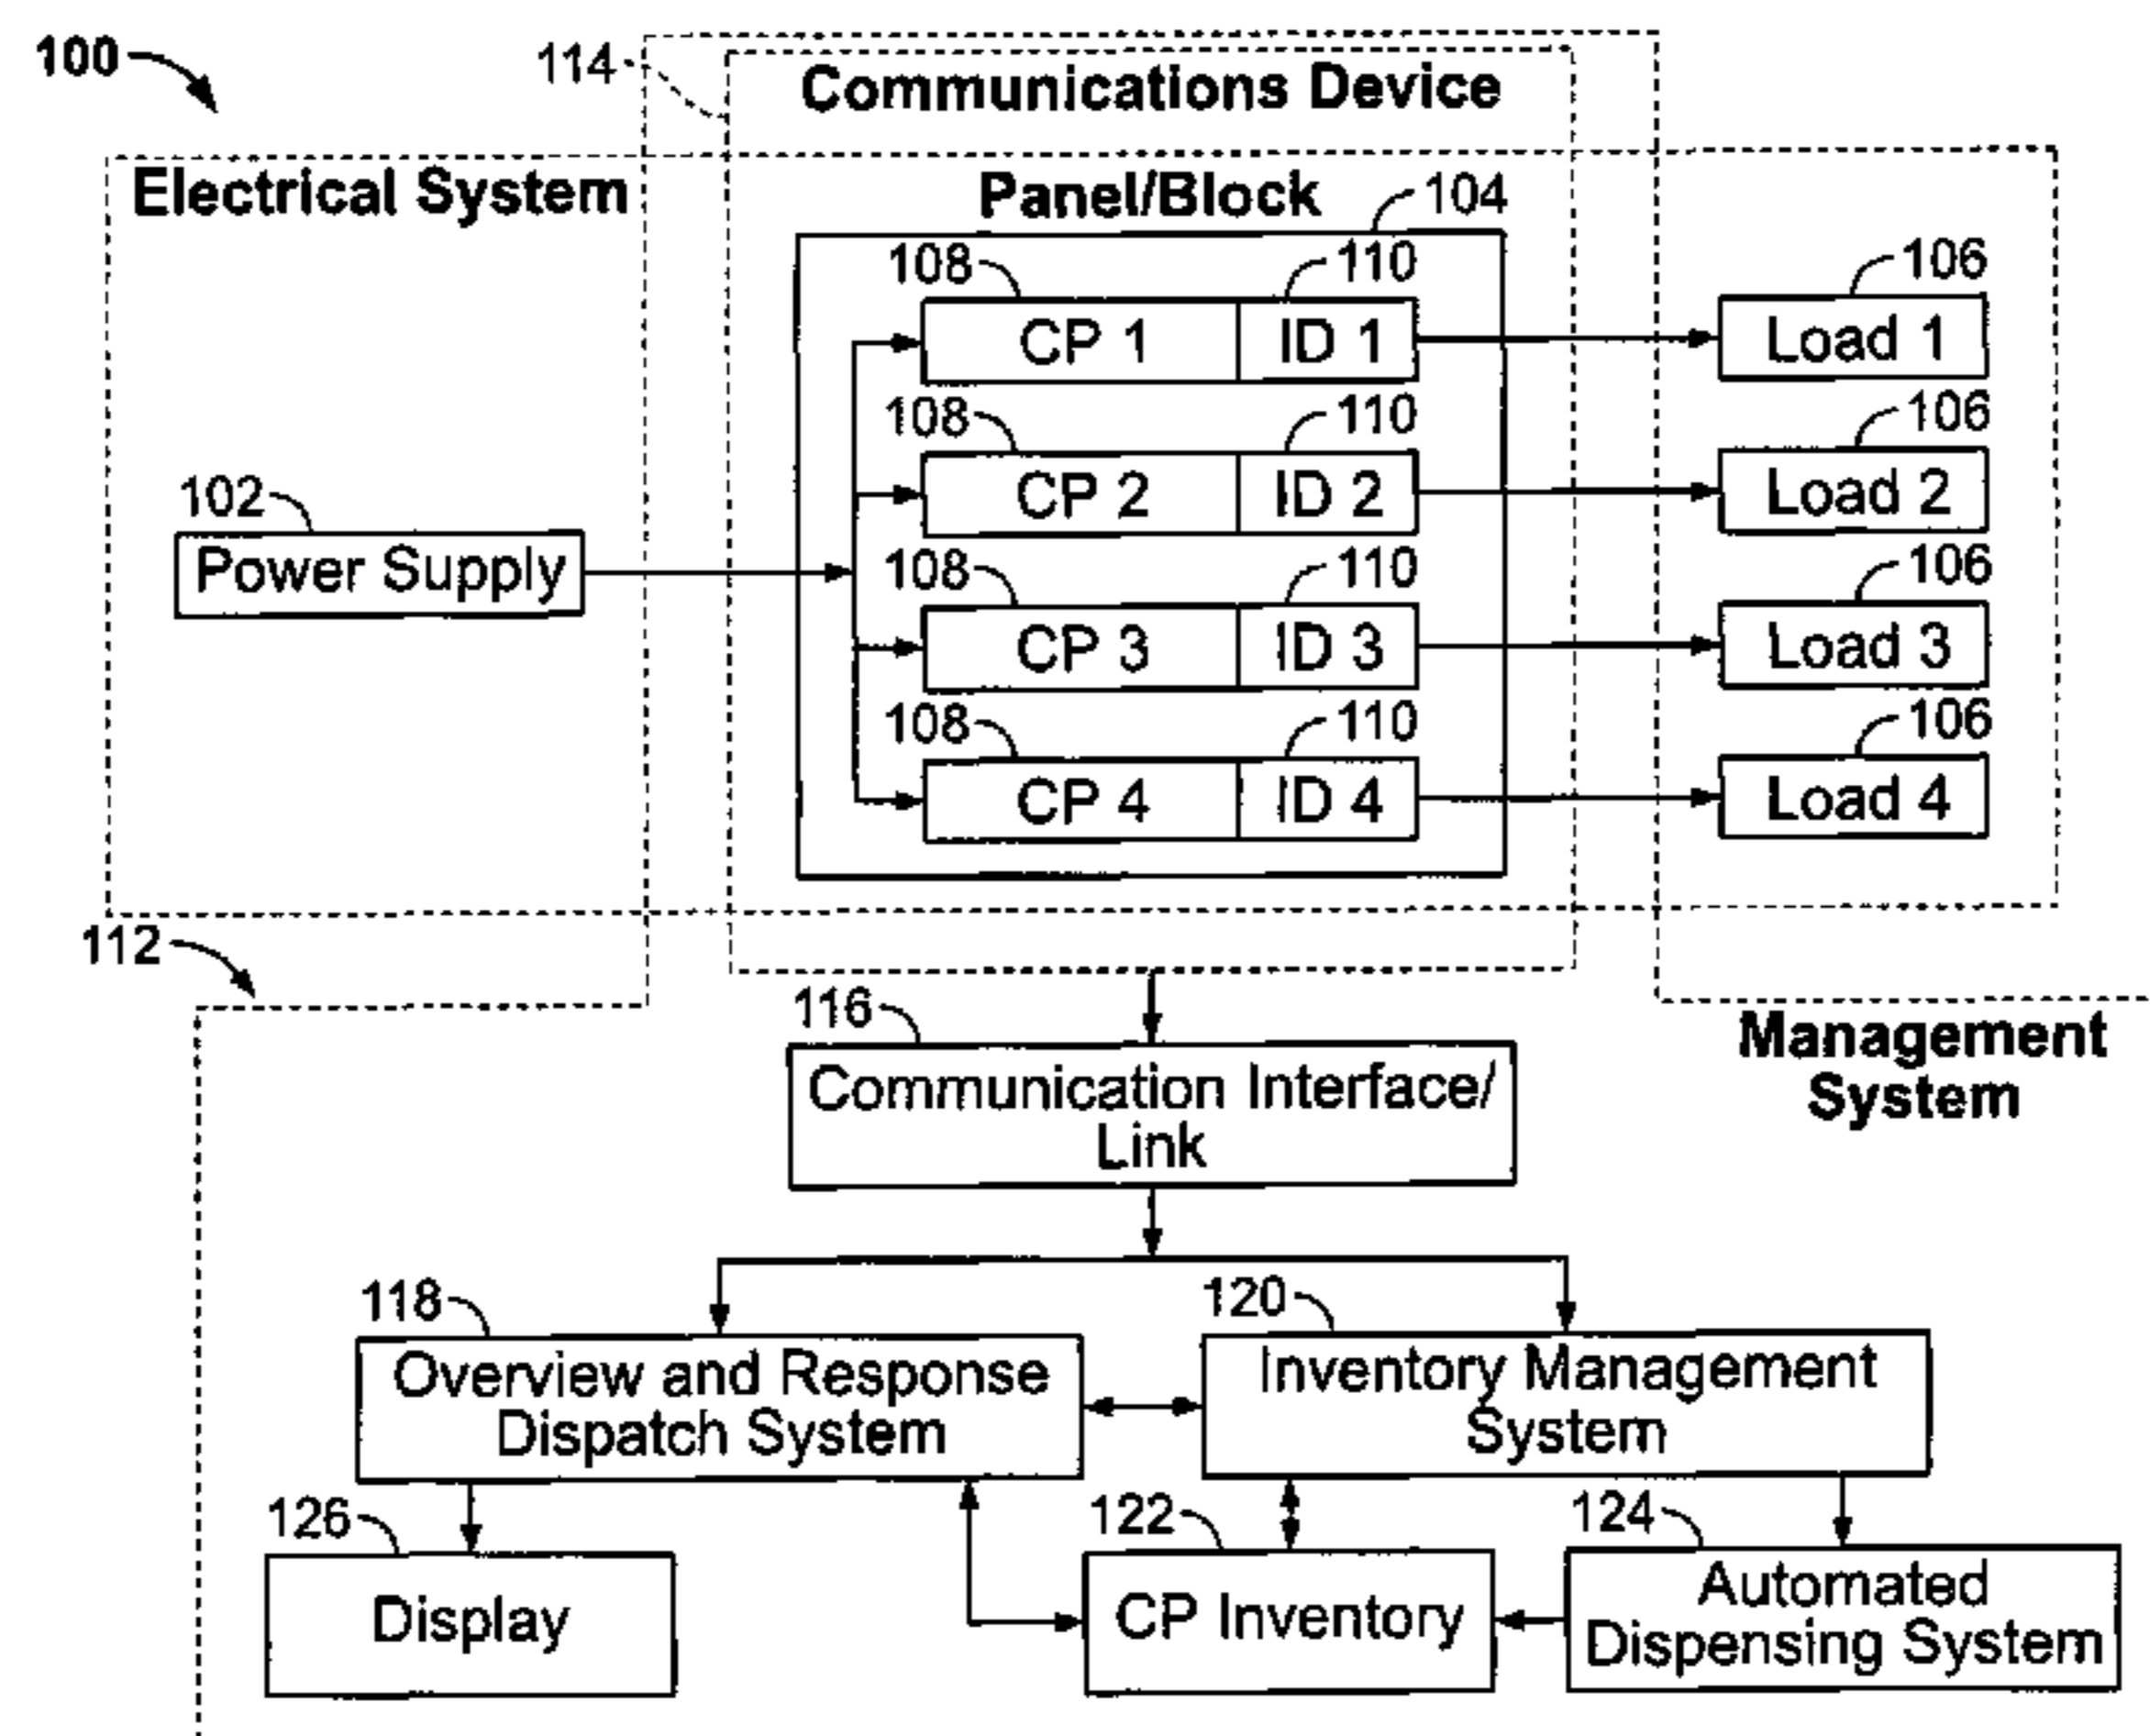 100
114
Communications Device
Electrical System
Panel/Block
104
108
110
106
CP 1
ID 1
Load 1
108
110
106
CP 2
ID 2
Load 2
102
Power Supply
108
110
106
CP 3
ID 3
Load 3
108
110
106
CP 4
ID 4
Load 4
112
116
Communication Interface/
Link
Management
System
118
Overview and Response
Dispatch System
120
Inventory Management
System
126
Display
122
CP Inventory
124
Automated
Dispensing System